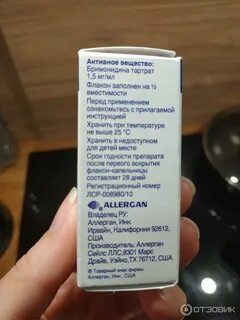 Активное вещество:
Бримонидина тартрат
1,5 мг/мл
Флакон заполнен на ½
вместимости
Перед применением
ознакомьтесь с прилагаемой
инструкцией
Хранить при температуре
не выше 25 °C
Хранить в недоступном
для детей месте
Срок годности препарата
после первого вскрытия
флакон-капельницы
составляет 28 дней
Регистрационный номер
ЛСР-008980/10
ALLERGAN
Владелец РУ:
Аллерган, Инк.
Ирвайн, Калифорния 92612,
США
Производитель: Аллерган
Сейлс ЛЛС, 8301 Марс
Драйв, Уэйко, ТХ 76712, США
® Товарный знак фирмы
Аллерган, Инк., США
ОТЗОВИК